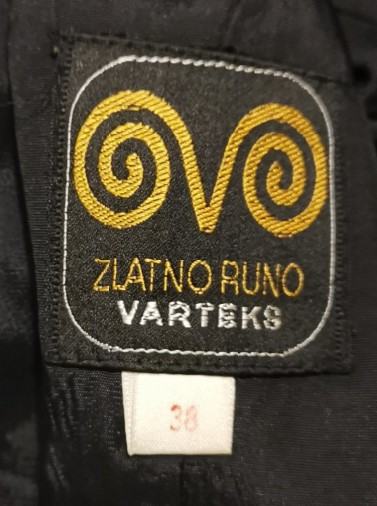 ZLATNO RUNO
VARTEKS
38